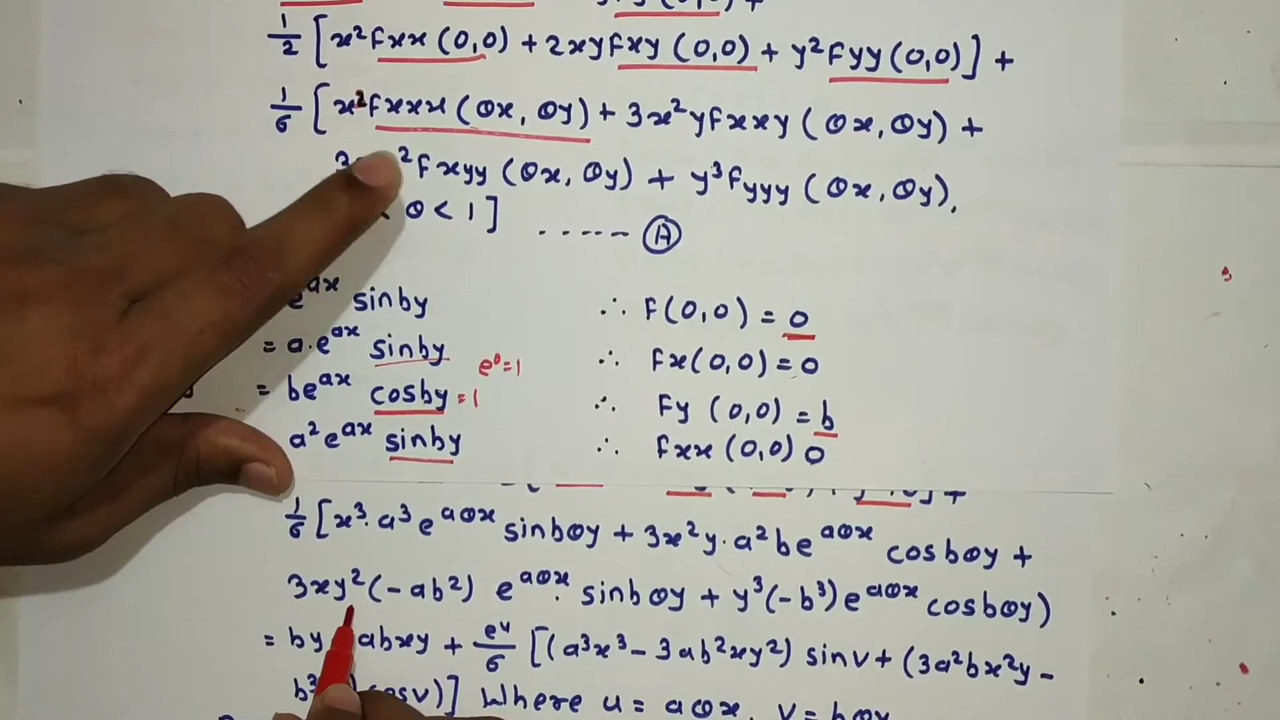 1/2 [x²fxx(0,0) + 2xyfxy(0,0) + y²fyy(0,0)] +
1/6 [x²fxxx(θx, θy) + 3x²yfxxy(θx, θy) +
²fxyy(θx, θy) + y³fyyy(θx, θy),
θ < 1] ...... Ⓐ
e^ax sinby ∴ f(0,0) = 0
= a·e^ax sinby e⁰=1 ∴ fx(0,0) = 0
= be^ax cosby = 1 ∴ Fy (0,0) = b
a²e^ax sinby ∴ fxx(0,0) 0
1/6 [x³·a³e^aθx sinbθy + 3x²y·a²be^aθx cosbθy +
3xy²(-ab²) e^aθx· sinbθy + y³(-b³)e^aθx cosbθy)
= by abxy + e^u/6 [(a³x³ - 3ab²xy²) sinv + (3a²bx²y -
cosv)] Where u = aθx, v = bθx